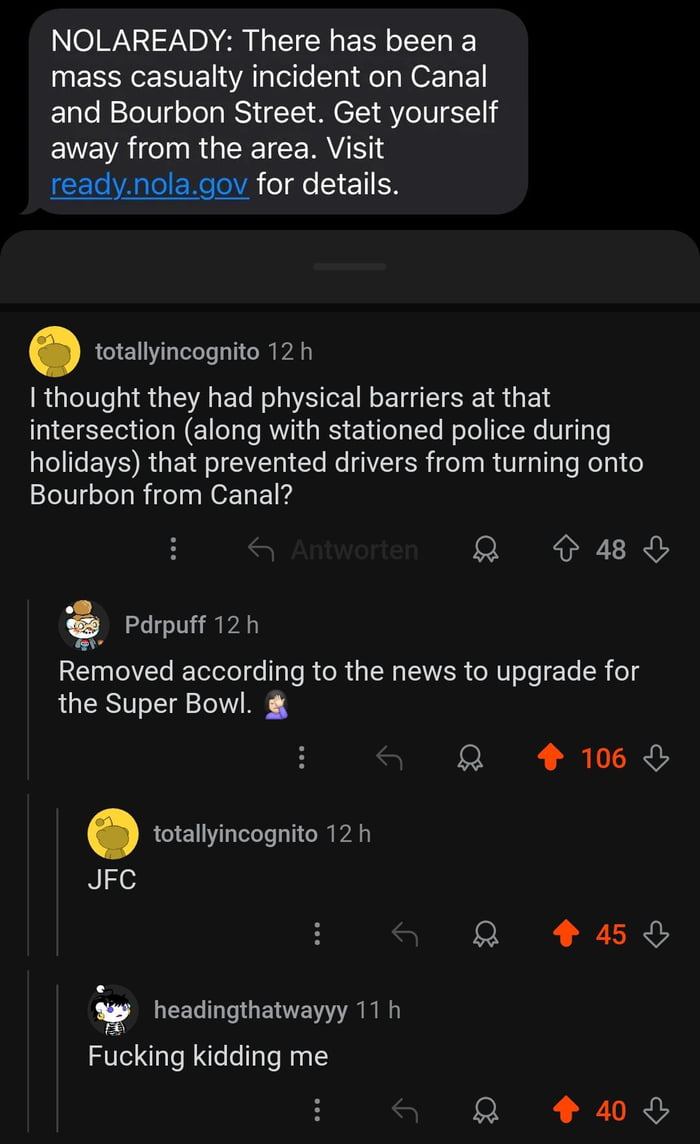 NOLAREADY: There has been a
mass casualty incident on Canal
and Bourbon Street. Get yourself
away from the area. Visit
ready.nola.gov for details.
totallyincognito 12 h
I thought they had physical barriers at that
intersection (along with stationed police during
holidays) that prevented drivers from turning onto
Bourbon from Canal?
Antworten 48
Pdrpuff 12 h
Removed according to the news to upgrade for
the Super Bowl. 🤦🏻‍♀️
106
totallyincognito 12 h
JFC
45
headingthatwayyy 11 h
Fucking kidding me
40